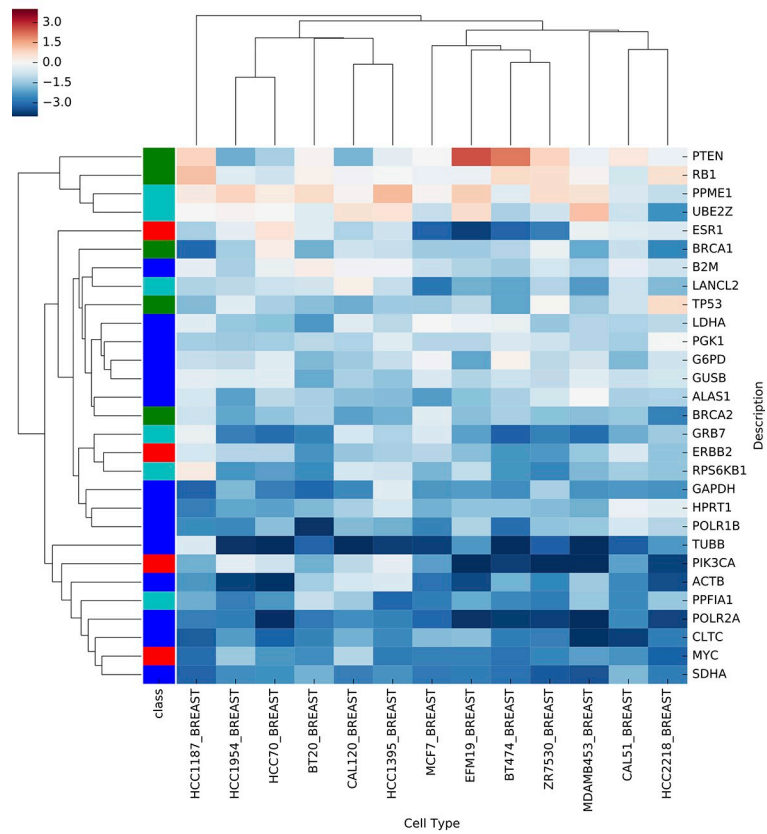 3.0
1.5
0.0
−1.5
−3.0
PTEN
RB1
PPME1
UBE2Z
ESR1
BRCA1
B2M
LANCL2
TP53
LDHA
PGK1
G6PD
GUSB
ALAS1
BRCA2
GRB7
ERBB2
RPS6KB1
GAPDH
HPRT1
POLR1B
TUBB
PIK3CA
ACTB
PPFIA1
POLR2A
CLTC
MYC
SDHA
Description
class
HCC1187_BREAST
HCC1954_BREAST
HCC70_BREAST
BT20_BREAST
CAL120_BREAST
HCC1395_BREAST
MCF7_BREAST
EFM19_BREAST
BT474_BREAST
ZR7530_BREAST
MDAMB453_BREAST
CAL51_BREAST
HCC2218_BREAST
Cell Type